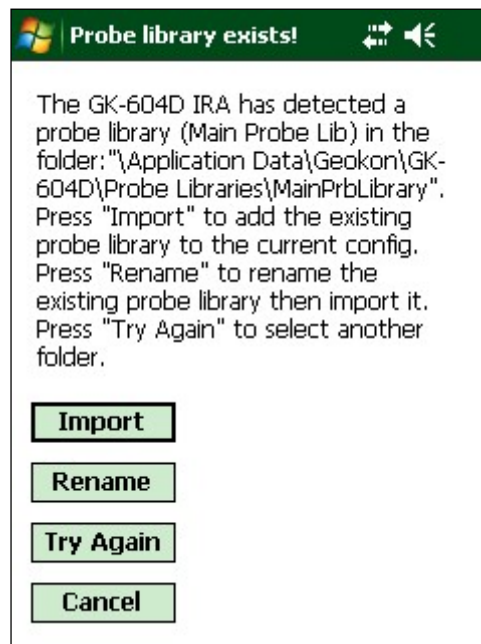 Probe library exists!
The GK-604D IRA has detected a
probe library (Main Probe Lib) in the
folder:"\Application Data\Geokon\GK-
604D\Probe Libraries\MainPrbLibrary".
Press "Import" to add the existing
probe library to the current config.
Press "Rename" to rename the
existing probe library then import it.
Press "Try Again" to select another
folder.
Import
Rename
Try Again
Cancel